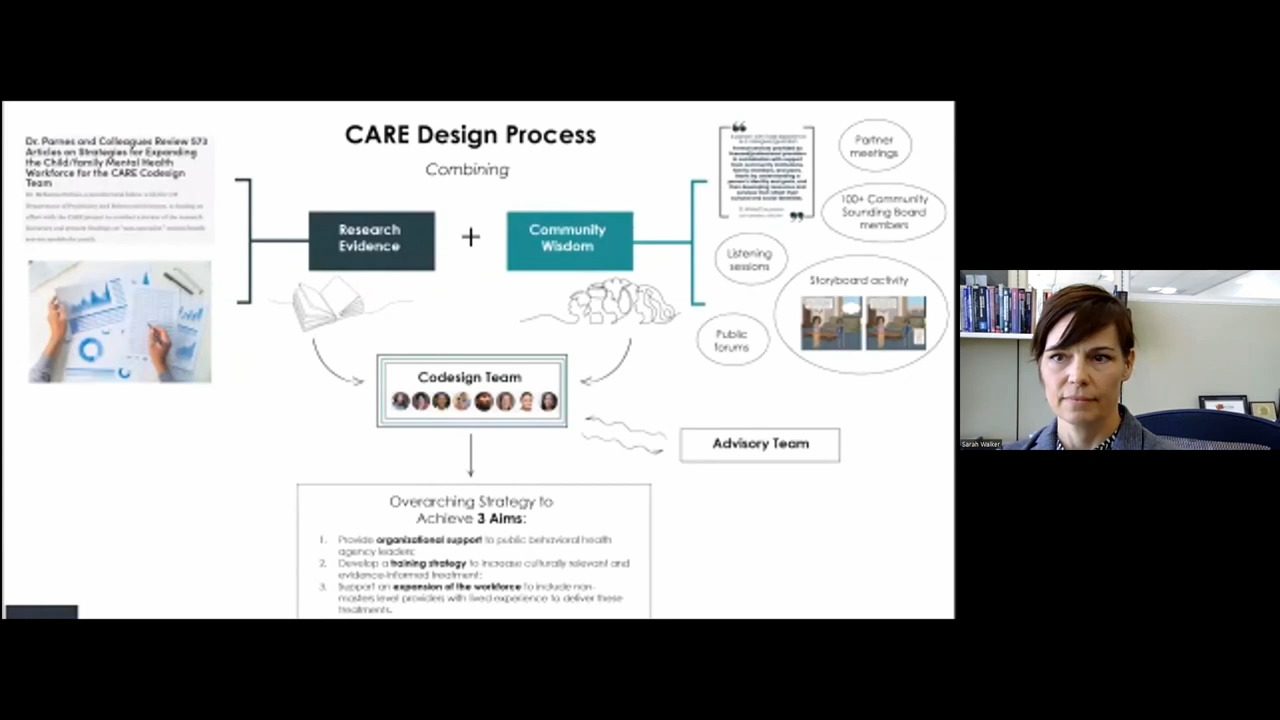 CARE Design Process
Combining
Dr. Parnes and Colleagues Review 573
Articles on Strategies for Expanding
the Child/family Mental Health
Workforce for the CARE Codesign
Team
Research
Evidence
+
Community
Wisdom
Partner
meetings
100+ Community
Sounding Board
members
Listening
sessions
Storyboard activity
Public
forums
Codesign Team
Advisory Team
Overarching Strategy to
Achieve 3 Aims:
1. Provide organizational support to public behavioral health
agency leaders;
2. Develop a training strategy to increase culturally relevant and
evidence-informed treatment;
3. Support an expansion of the workforce to include non-
masters level providers with lived experience to deliver these
treatments.
Sarah Walker